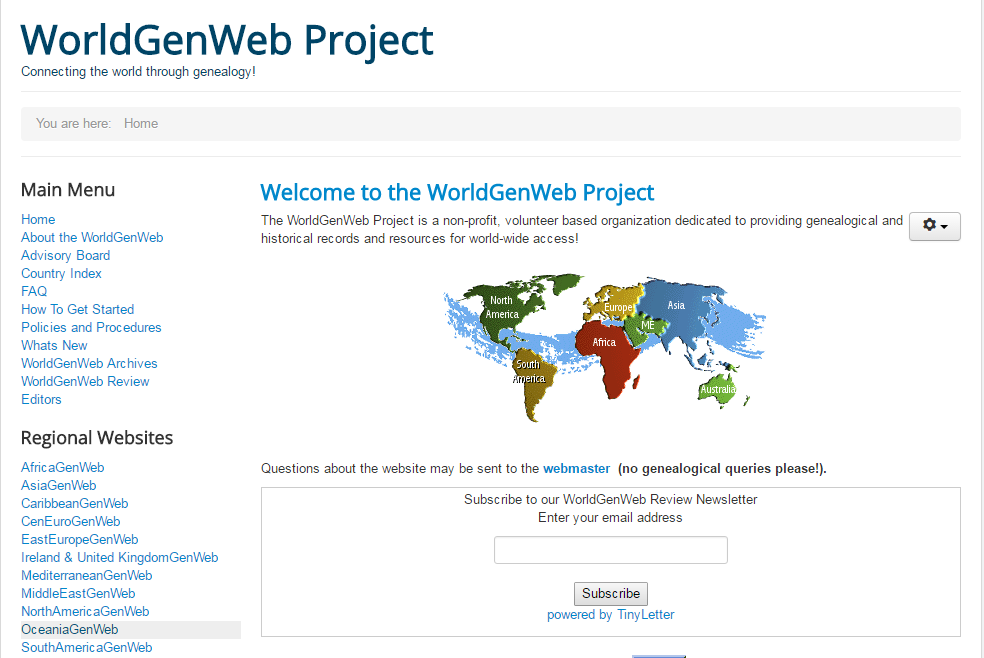 WorldGenWeb Project
Connecting the world through genealogy!
You are here: Home
Main Menu
Home
About the WorldGenWeb
Advisory Board
Country Index
FAQ
How To Get Started
Policies and Procedures
Whats New
WorldGenWeb Archives
WorldGenWeb Review
Editors
Regional Websites
AfricaGenWeb
AsiaGenWeb
CaribbeanGenWeb
CenEuroGenWeb
EastEuropeGenWeb
Ireland & United KingdomGenWeb
MediterraneanGenWeb
MiddleEastGenWeb
NorthAmericaGenWeb
OceaniaGenWeb
SouthAmericaGenWeb
Welcome to the WorldGenWeb Project
The WorldGenWeb Project is a non-profit, volunteer based organization dedicated to providing genealogical and
historical records and resources for world-wide access!
North
America
Europe
Asia
ME
Africa
South
America
Australia
Questions about the website may be sent to the webmaster (no genealogical queries please!).
Subscribe to our WorldGenWeb Review Newsletter
Enter your email address
Subscribe
powered by TinyLetter